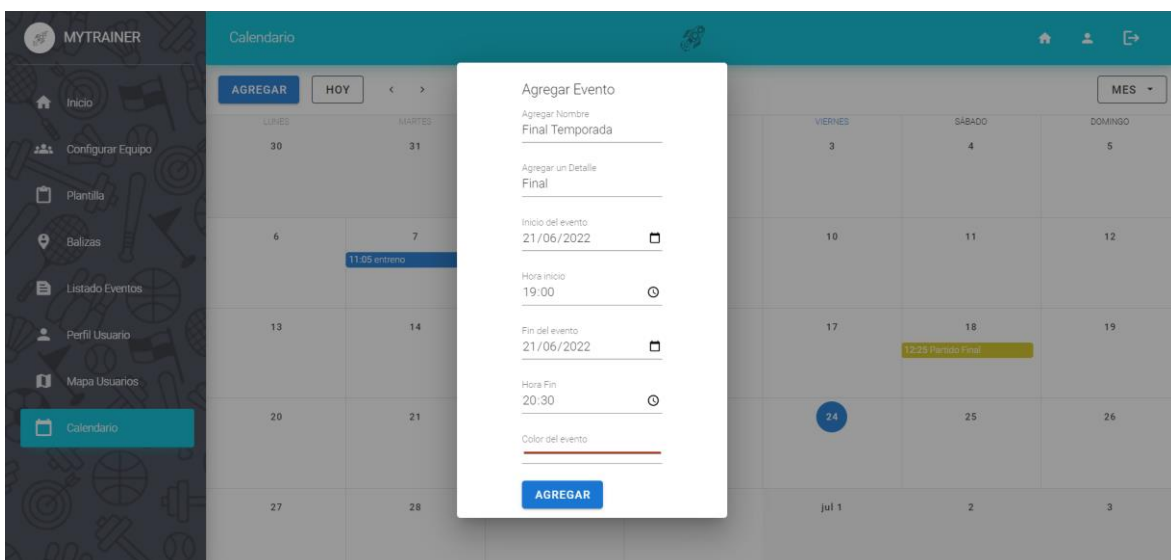 MYTRAINER
Calendario
AGREGAR HOY < > MES
Inicio
Configurar Equipo
Plantilla
Balizas
Listado Eventos
Perfil Usuario
Mapa Usuarios
Calendario
LUNES MARTES VIERNES SÁBADO DOMINGO
30 31 3 4 5
6 7 10 11 12
11:05 entreno
13 14 17 18 19
12:25 Partido Final
20 21 24 25 26
27 28 jul 1 2 3
Agregar Evento
Agregar Nombre
Final Temporada
Agregar un Detalle
Final
Inicio del evento
21/06/2022
Hora inicio
19:00
Fin del evento
21/06/2022
Hora Fin
20:30
Color del evento
AGREGAR